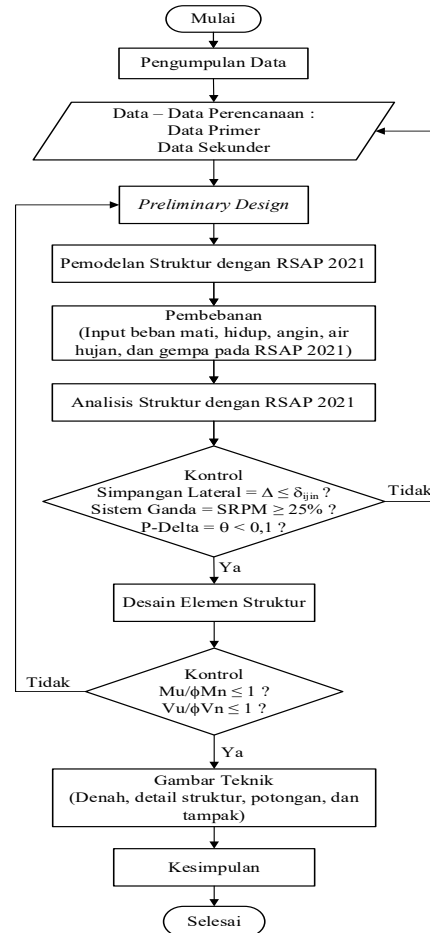 Mulai
Pengumpulan Data
Data – Data Perencanaan :
Data Primer
Data Sekunder
Preliminary Design
Pemodelan Struktur dengan RSAP 2021
Pembebanan
(Input beban mati, hidup, angin, air
hujan, dan gempa pada RSAP 2021)
Analisis Struktur dengan RSAP 2021
Kontrol
Simpangan Lateral = Δ ≤ δijin ?
Sistem Ganda = SRPM ≥ 25% ?
P-Delta = θ < 0,1 ?
Tidak
Ya
Desain Elemen Struktur
Kontrol
Mu/ϕMn ≤ 1 ?
Vu/ϕVn ≤ 1 ?
Tidak
Ya
Gambar Teknik
(Denah, detail struktur, potongan, dan
tampak)
Kesimpulan
Selesai